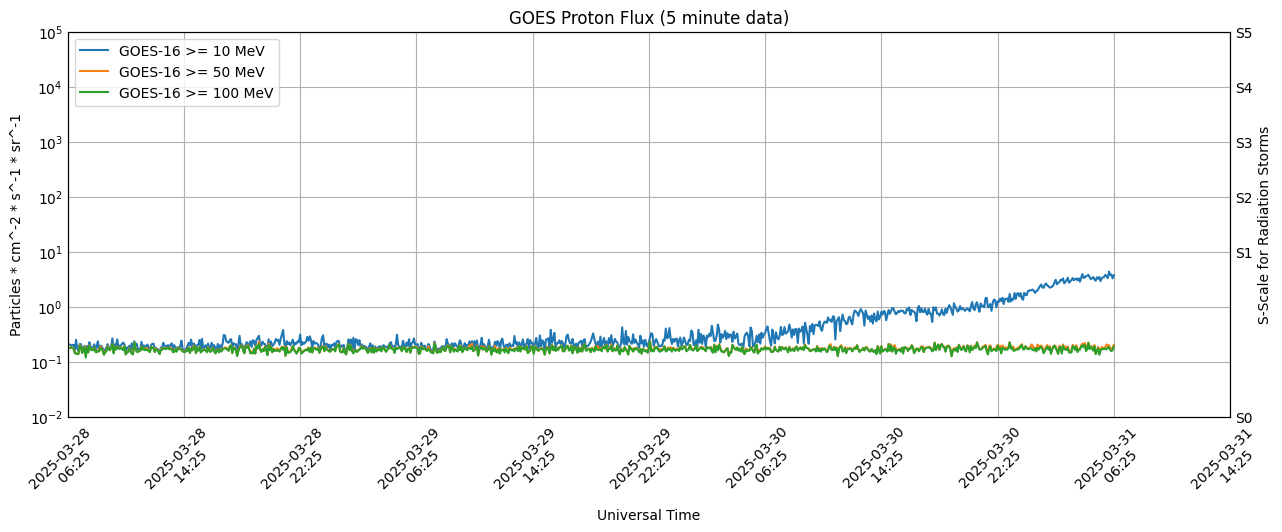 GOES Proton Flux (5 minute data)
GOES-16 >= 10 MeV
GOES-16 >= 50 MeV
GOES-16 >= 100 MeV
Particles * cm^-2 * s^-1 * sr^-1
10^5
10^4
10^3
10^2
10^1
10^0
10^-1
10^-2
S5
S4
S3
S2
S1
S0
S-Scale for Radiation Storms
2025-03-28
06:25
2025-03-28
14:25
2025-03-28
22:25
2025-03-29
06:25
2025-03-29
14:25
2025-03-29
22:25
2025-03-30
06:25
2025-03-30
14:25
2025-03-30
22:25
2025-03-31
06:25
2025-03-31
14:25
Universal Time